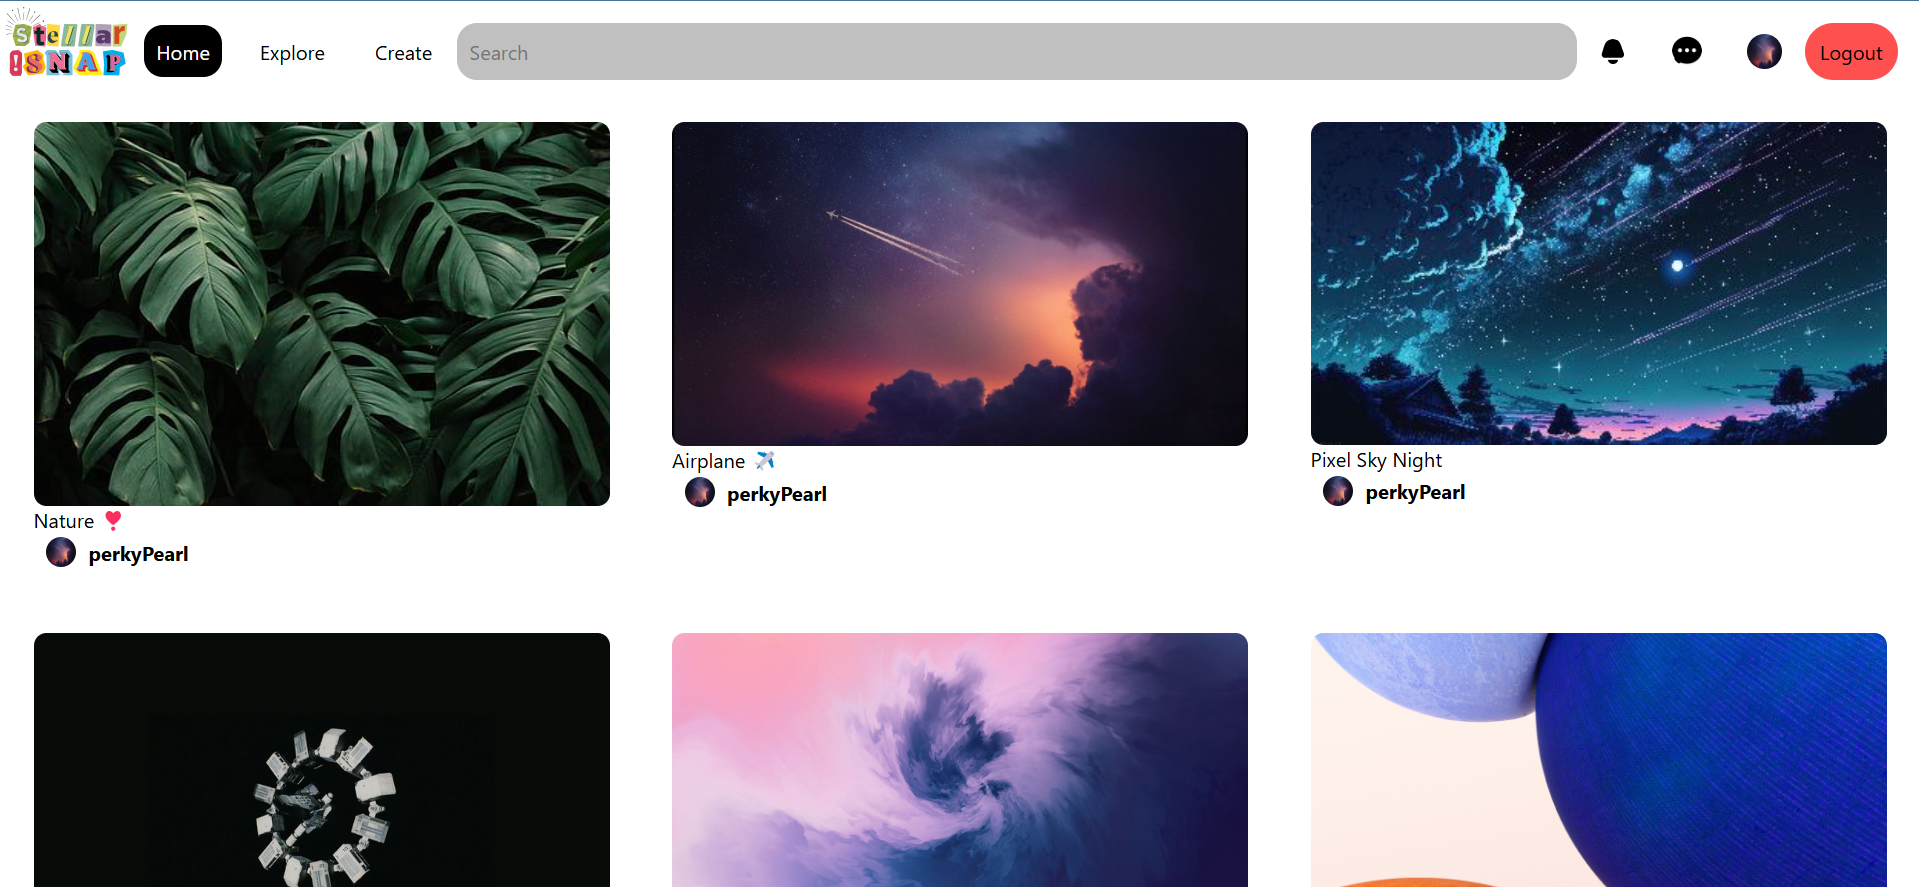 Stellar
!SNAP
Home
Explore
Create
Search
Logout
Nature ❣
perkyPearl
Airplane ✈
perkyPearl
Pixel Sky Night
perkyPearl